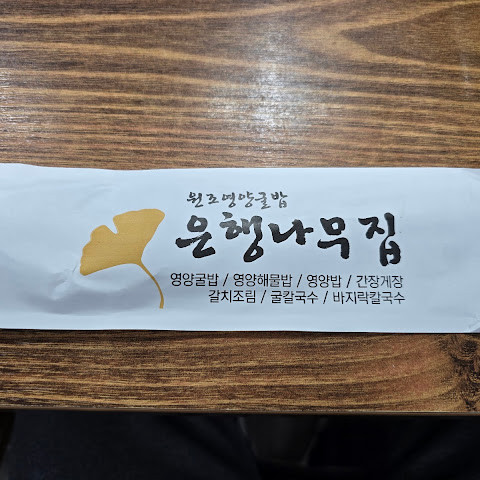 원조영양굴밥
은행나무집
영양굴밥 / 영양해물밥 / 영양밥 / 간장게장
갈치조림 / 굴칼국수 / 바지락칼국수